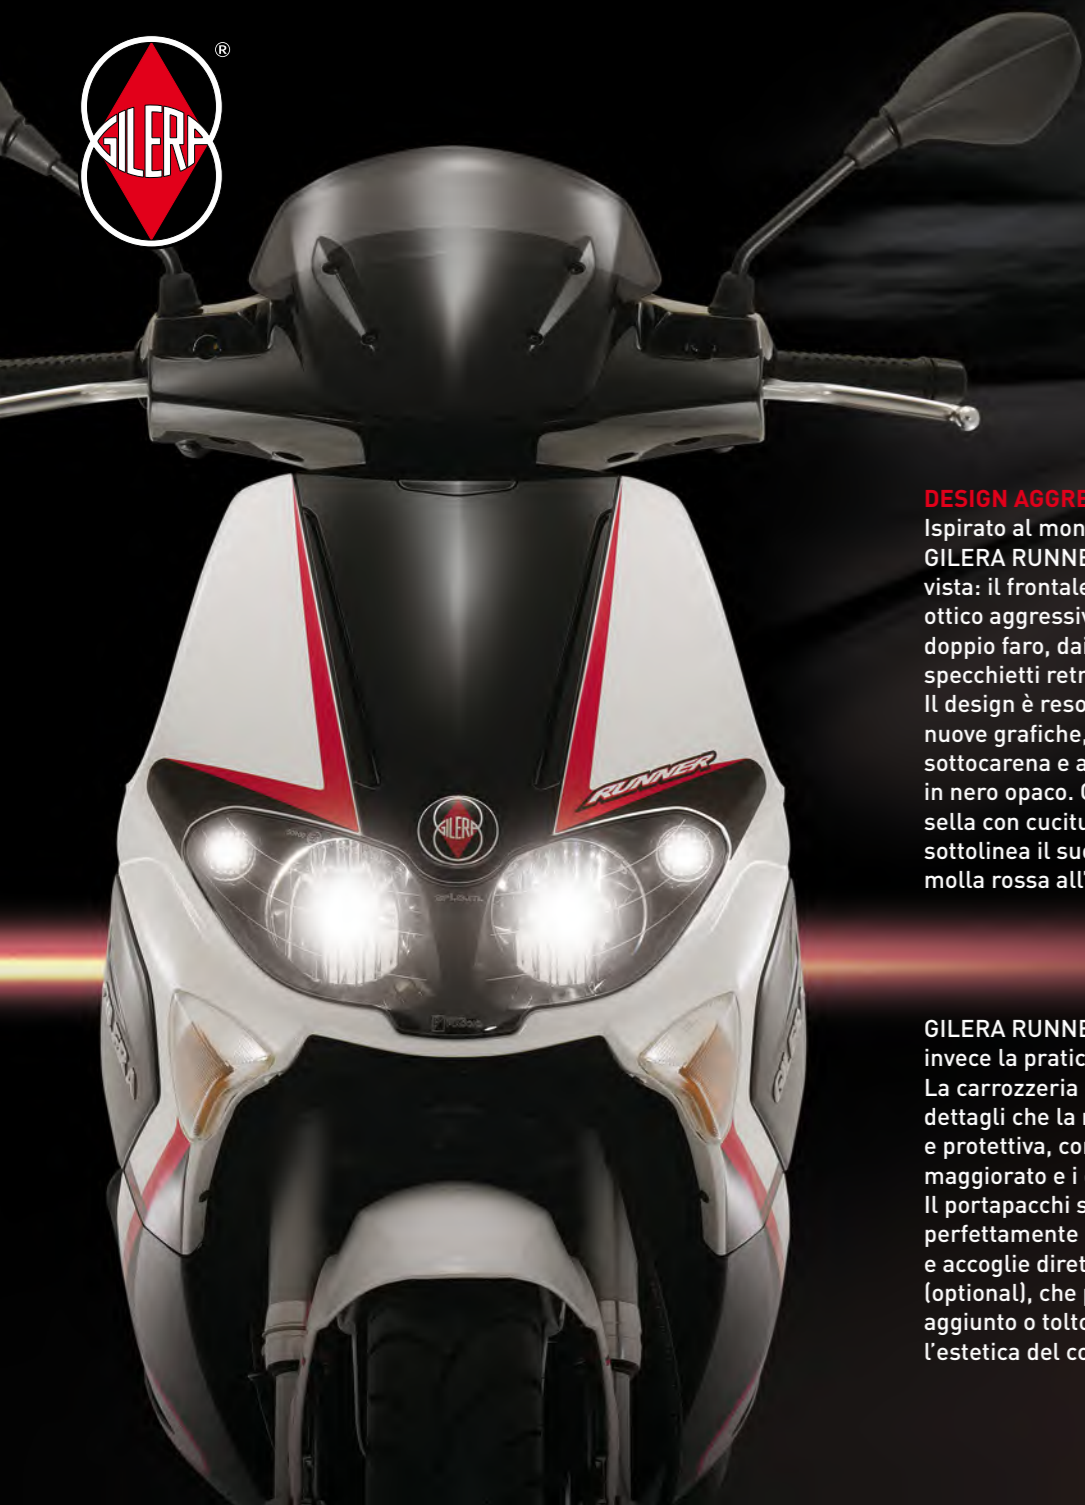 GILERA ®
DESIGN AGGRE
Ispirato al mon
GILERA RUNNE
vista: il frontale
ottico aggressiv
doppio faro, dai
specchietti retr
Il design è reso
nuove grafiche,
sottocarena e a
in nero opaco. 
sella con cucitu
sottolinea il suo
molla rossa all'
RUNNER
GILERA
GILERA
GILERA
GILERA RUNNE
invece la pratic
La carrozzeria
dettagli che la
e protettiva, co
maggiorato e i
Il portapacchi s
perfettamente
e accoglie diret
(optional), che
aggiunto o tolto
l'estetica del co